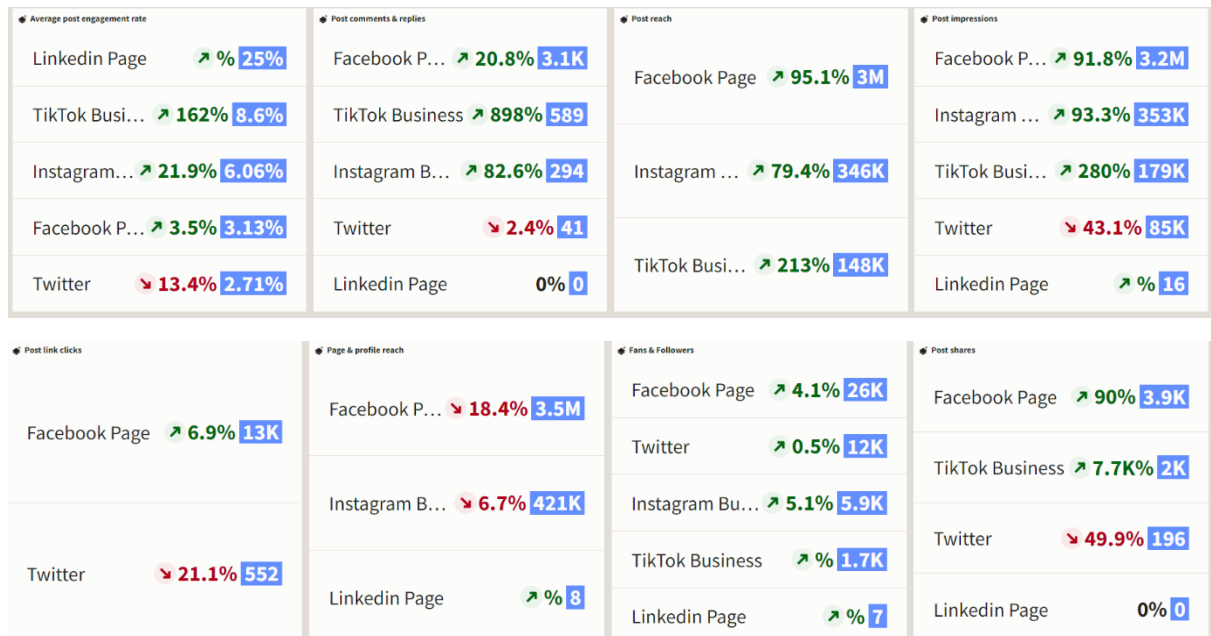 Average post engagement rate
Linkedin Page % 25%
TikTok Busi... 162% 8.6%
Instagram... 21.9% 6.06%
Facebook P... 3.5% 3.13%
Twitter 13.4% 2.71%
Post comments & replies
Facebook P... 20.8% 3.1K
TikTok Business 898% 589
Instagram B... 82.6% 294
Twitter 2.4% 41
Linkedin Page 0% 0
Post reach
Facebook Page 95.1% 3M
Instagram ... 79.4% 346K
TikTok Busi... 213% 148K
Post impressions
Facebook P... 91.8% 3.2M
Instagram ... 93.3% 353K
TikTok Busi... 280% 179K
Twitter 43.1% 85K
Linkedin Page % 16
Post link clicks
Facebook Page 6.9% 13K
Twitter 21.1% 552
Page & profile reach
Facebook P... 18.4% 3.5M
Instagram B... 6.7% 421K
Linkedin Page % 8
Fans & Followers
Facebook Page 4.1% 26K
Twitter 0.5% 12K
Instagram Bu... 5.1% 5.9K
TikTok Business % 1.7K
Linkedin Page % 7
Post shares
Facebook Page 90% 3.9K
TikTok Business 7.7K% 2K
Twitter 49.9% 196
Linkedin Page 0% 0